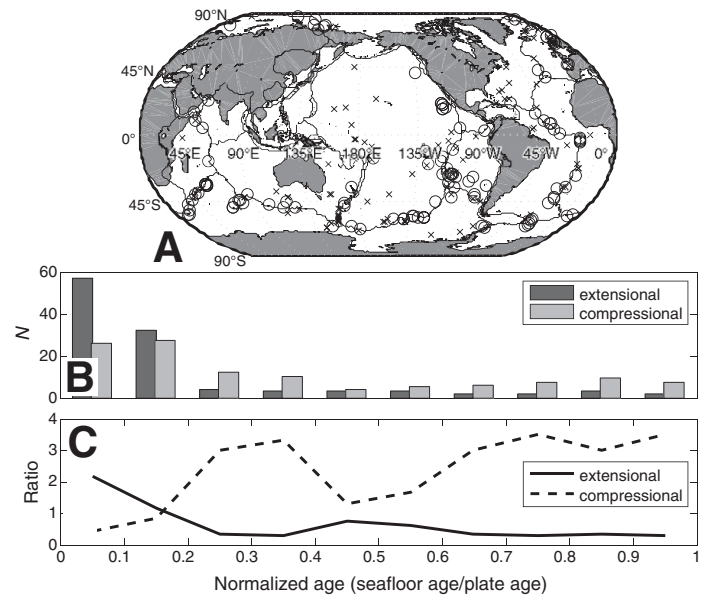 90°N
45°N
0°
45°E 90°E 135°E 180°E 135°W 90°W 45°W 0°
45°S
A
90°S
60
40
20
0
N
B
extensional
compressional
4
3
2
1
0
Ratio
C
extensional
compressional
0 0.1 0.2 0.3 0.4 0.5 0.6 0.7 0.8 0.9 1
Normalized age (seafloor age/plate age)